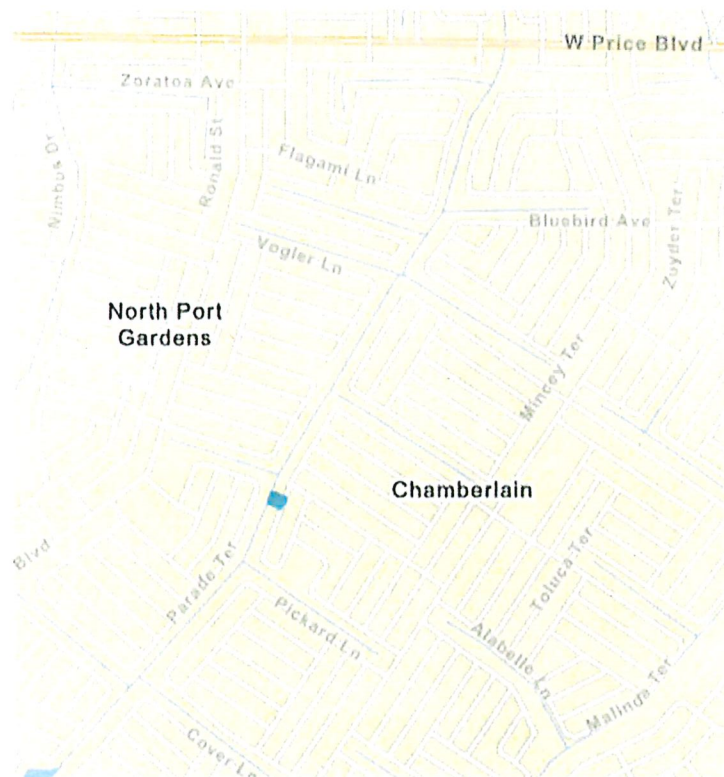 W Price Blvd
Zoratoa Ave
Nimbus Dr
Ronald St
Flagami Ln
Bluebird Ave
Zuyder Ter
Vogler Ln
North Port
Gardens
Mincey Ter
Chamberlain
Blvd
Parade Ter
Toluca Ter
Pickard Ln
Alabelle Ln
Malinda Ter
Cover Ln